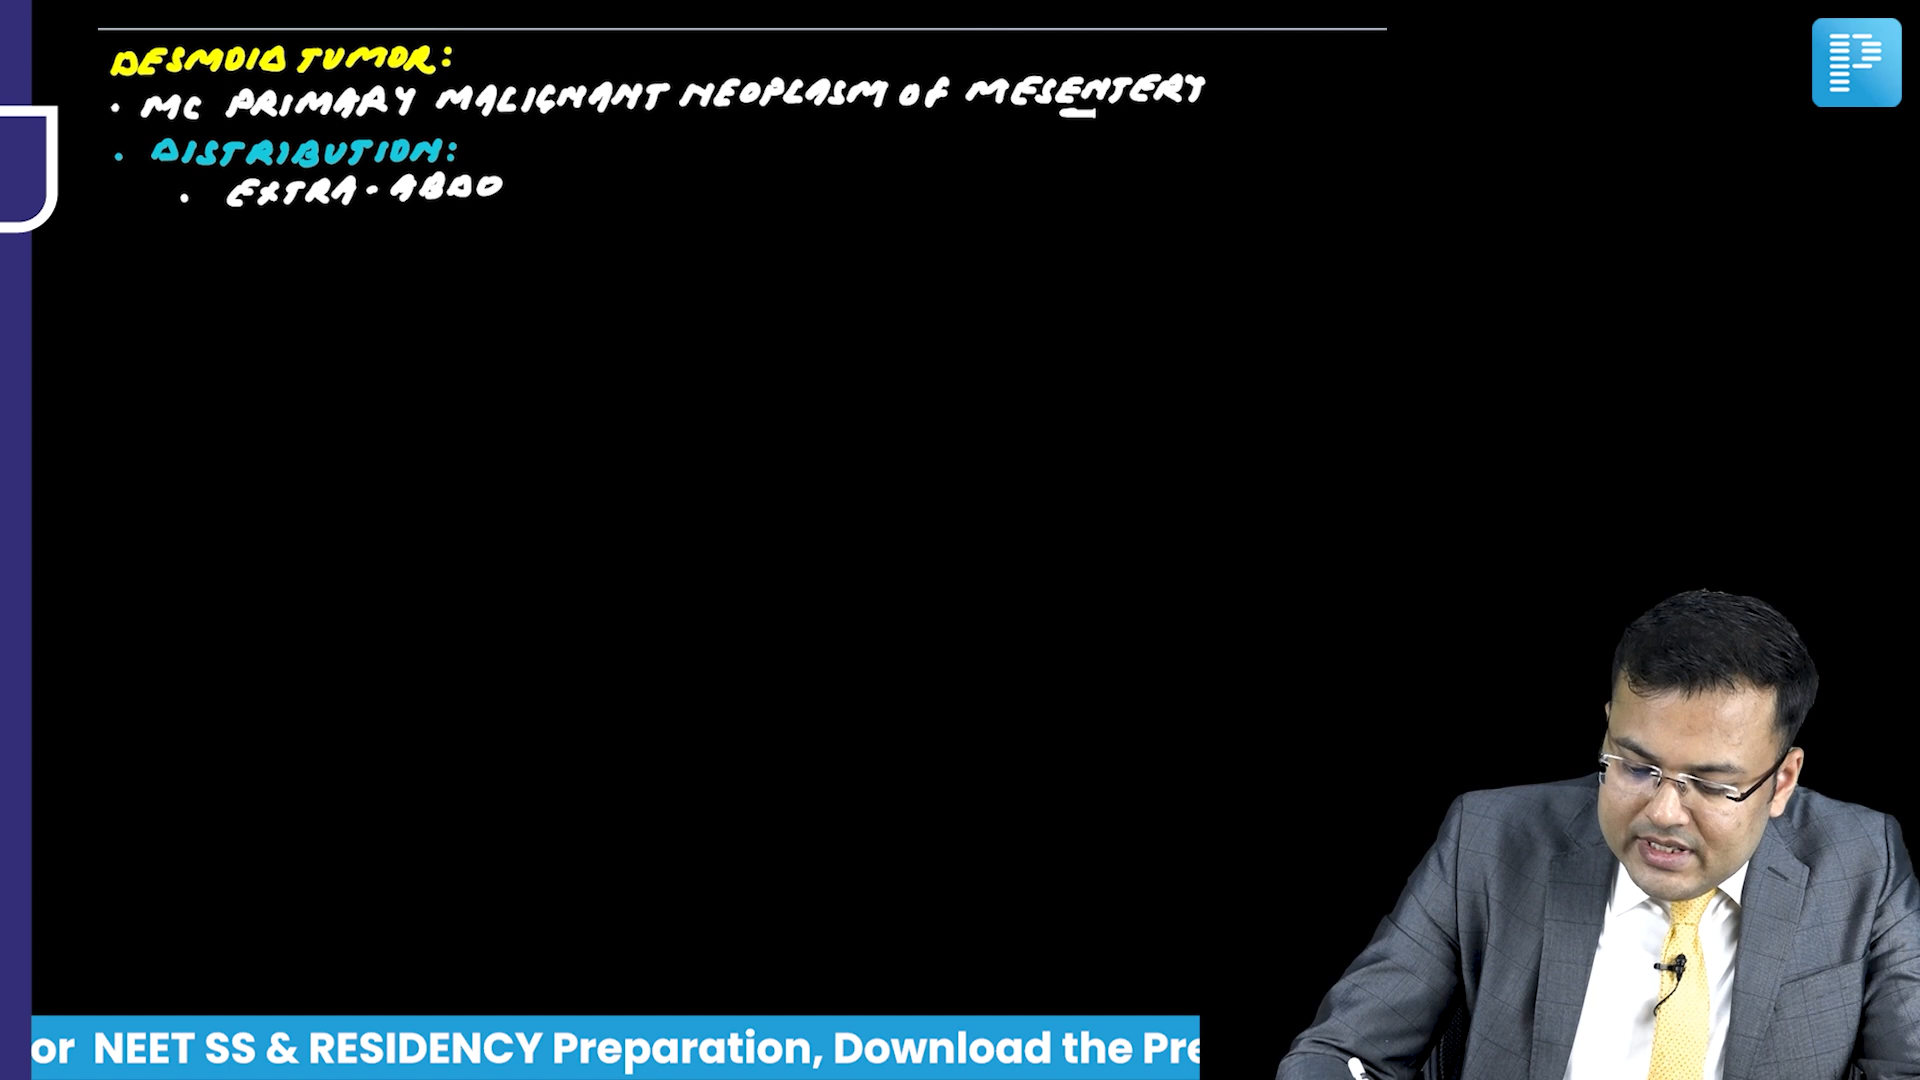 DESMOID TUMOR:
• MC PRIMARY MALIGNANT NEOPLASM OF MESENTERY
• DISTRIBUTION:
• EXTRA-ABDO
or NEET SS & RESIDENCY Preparation, Download the Pre